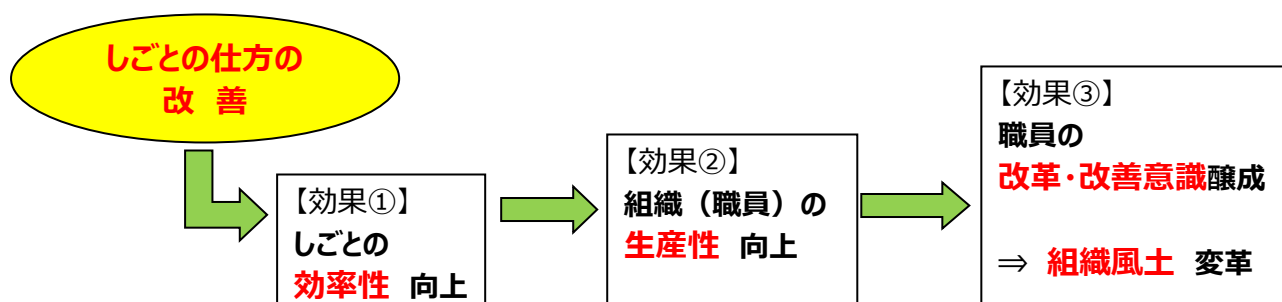 しごとの仕方の
改 善
【効果①】
しごとの
効率性 向上
【効果②】
組織（職員）の
生産性 向上
【効果③】
職員の
改革・改善意識醸成
⇒ 組織風土 変革